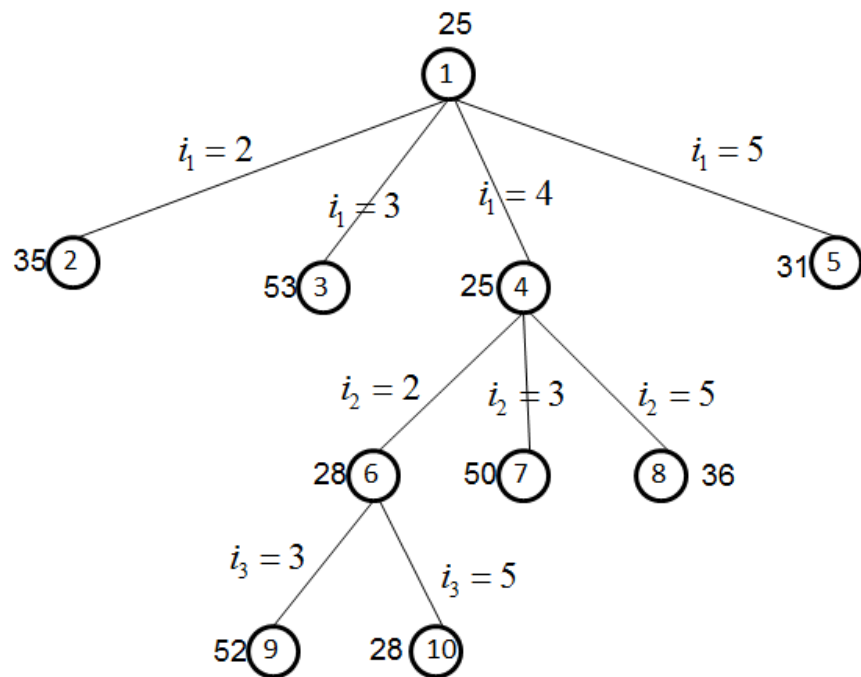 25
1
i₁ = 2
i₁ = 3
i₁ = 4
i₁ = 5
35 2
53 3
25 4
31 5
i₂ = 2
i₂ = 3
i₂ = 5
28 6
50 7
8 36
i₃ = 3
i₃ = 5
52 9
28 10